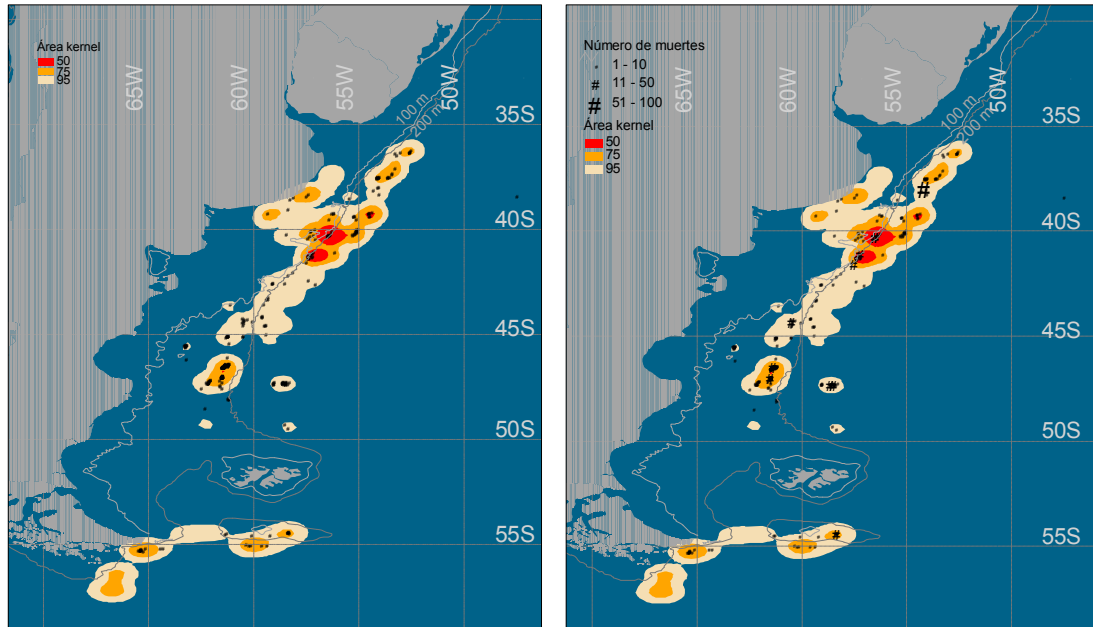 Área kernel
50
75
95
65W
60W
55W
50W
100 m
200 m
35S
40S
45S
50S
55S
Número de muertes
1 - 10
# 11 - 50
# 51 - 100
Área kernel
50
75
95
65W
60W
55W
50W
100 m
200 m
35S
40S
45S
50S
55S